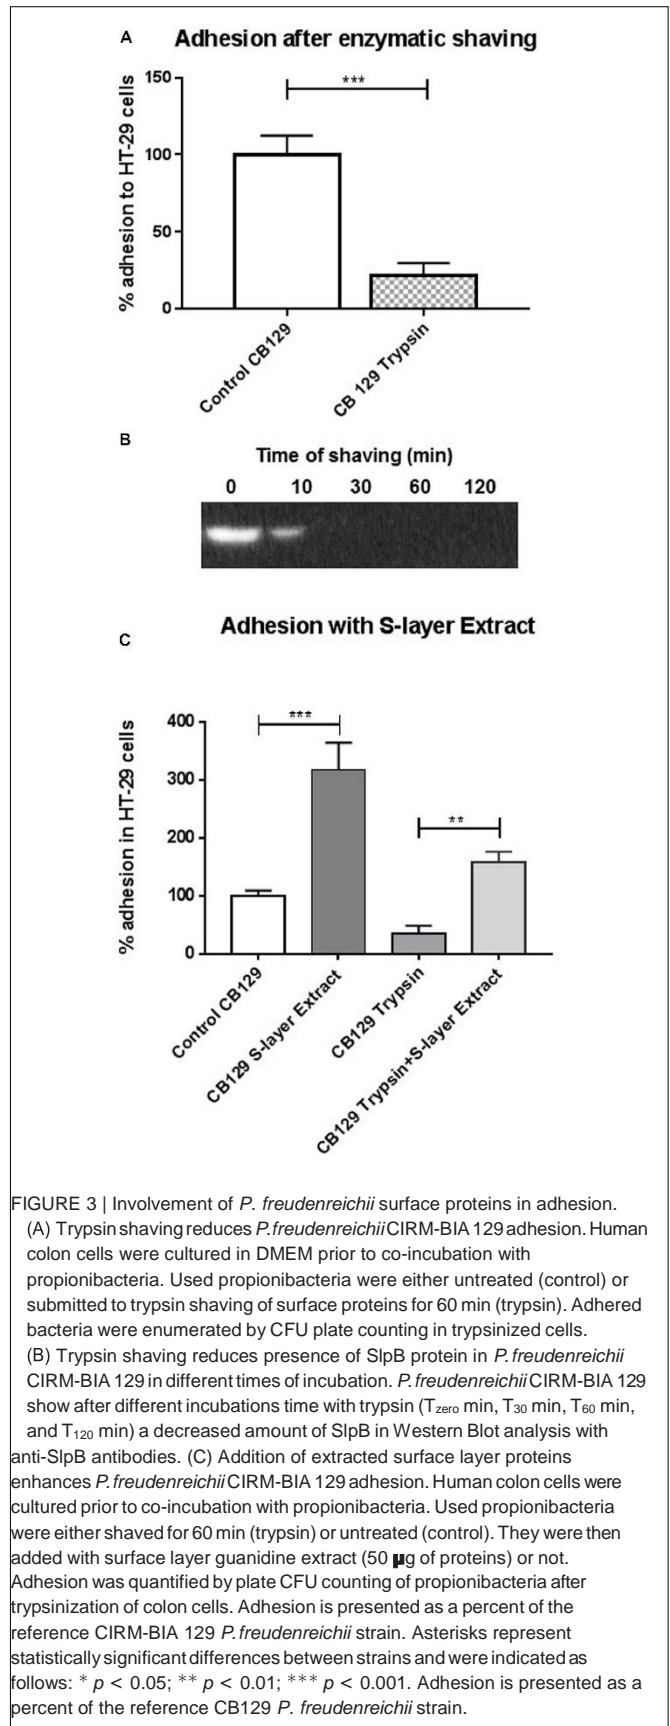 A
Adhesion after enzymatic shaving
% adhesion to HT-29 cells
150
100
50
0
***
Control CB129
CB 129 Trypsin
B
Time of shaving (min)
0 10 30 60 120
C
Adhesion with S-layer Extract
% adhesion in HT-29 cells
400
300
200
100
0
***
**
Control CB129
CB129 S-layer Extract
CB129 Trypsin
CB129 Trypsin+S-layer Extract
FIGURE 3 | Involvement of P. freudenreichii surface proteins in adhesion.
(A) Trypsin shaving reduces P. freudenreichii CIRM-BIA 129 adhesion. Human
colon cells were cultured in DMEM prior to co-incubation with
propionibacteria. Used propionibacteria were either untreated (control) or
submitted to trypsin shaving of surface proteins for 60 min (trypsin). Adhered
bacteria were enumerated by CFU plate counting in trypsinized cells.
(B) Trypsin shaving reduces presence of SlpB protein in P. freudenreichii
CIRM-BIA 129 in different times of incubation. P. freudenreichii CIRM-BIA 129
show after different incubations time with trypsin (Tzero min, T30 min, T60 min,
and T120 min) a decreased amount of SlpB in Western Blot analysis with
anti-SlpB antibodies. (C) Addition of extracted surface layer proteins
enhances P. freudenreichii CIRM-BIA 129 adhesion. Human colon cells were
cultured prior to co-incubation with propionibacteria. Used propionibacteria
were either shaved for 60 min (trypsin) or untreated (control). They were then
added with surface layer guanidine extract (50 μg of proteins) or not.
Adhesion was quantified by plate CFU counting of propionibacteria after
trypsinization of colon cells. Adhesion is presented as a percent of the
reference CIRM-BIA 129 P. freudenreichii strain. Asterisks represent
statistically significant differences between strains and were indicated as
follows: * p < 0.05; ** p < 0.01; *** p < 0.001. Adhesion is presented as a
percent of the reference CB129 P. freudenreichii strain.